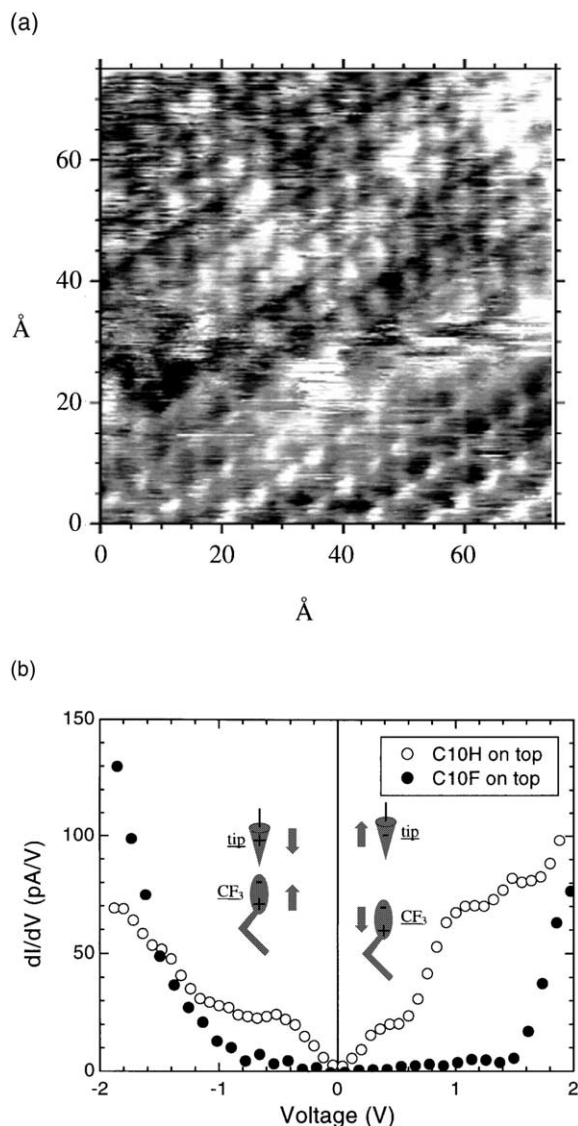 (a)
60
40
Å
20
0
0 20 40 60
Å
(b)
150
C10H on top
C10F on top
100
tip + - tip
dI/dV (pA/V)
CF₃ - + - + CF₃
50
0
-2 -1 0 1 2
Voltage (V)